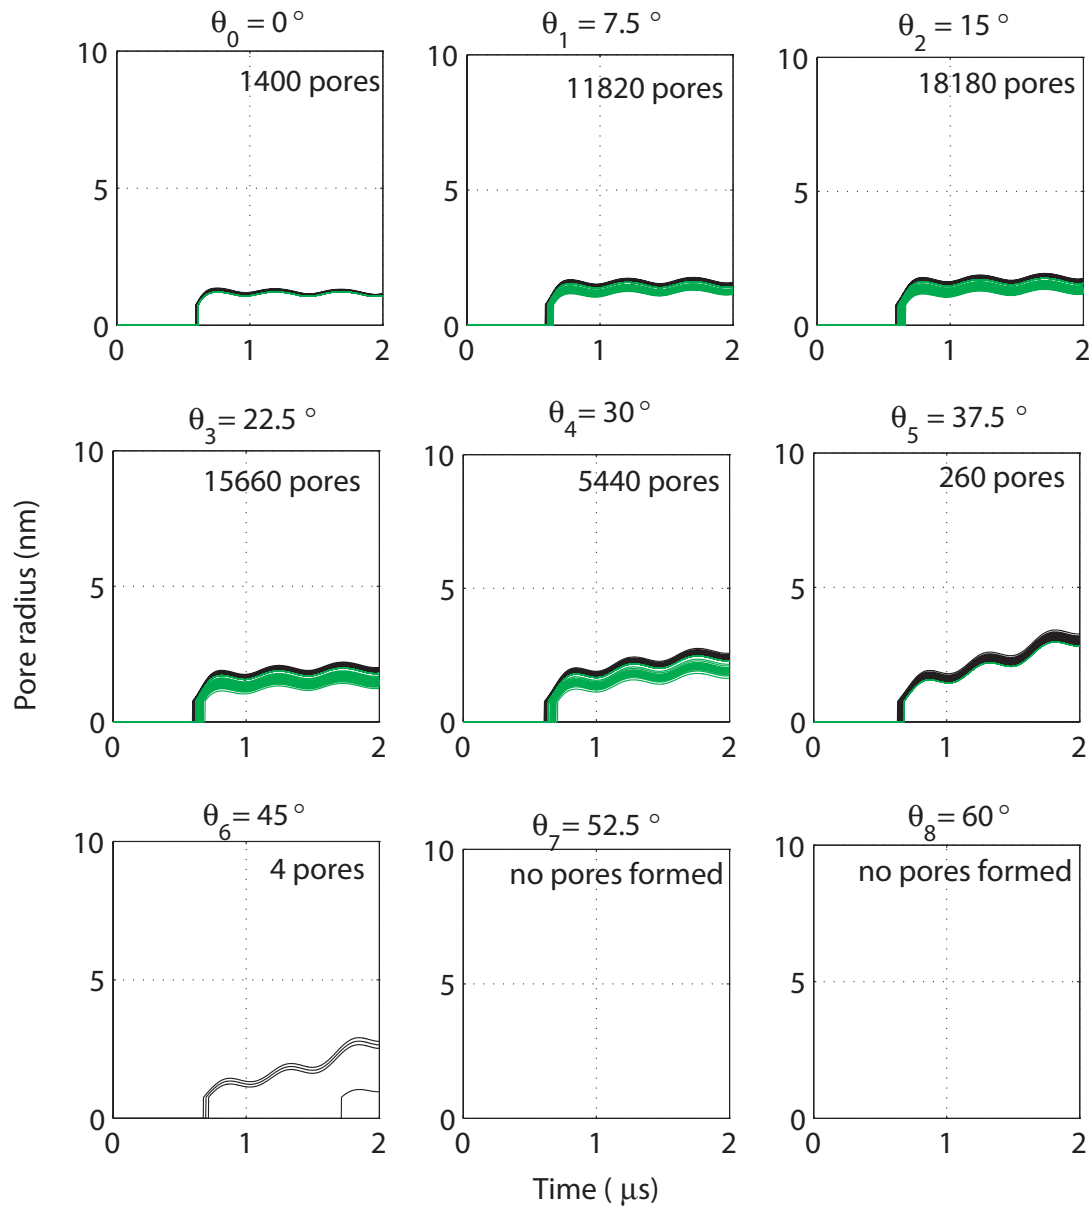 θ0 = 0 °
θ1 = 7.5 °
θ2 = 15 °
10
1400 pores
5
0
0
1
2
10
11820 pores
5
0
0
1
2
10
18180 pores
5
0
0
1
2
θ3 = 22.5 °
θ4 = 30 °
θ5 = 37.5 °
10
15660 pores
5
0
0
1
2
10
5440 pores
5
0
0
1
2
10
260 pores
5
0
0
1
2
Pore radius (nm)
θ6 = 45 °
θ7 = 52.5 °
θ8 = 60 °
10
4 pores
5
0
0
1
2
10
no pores formed
5
0
0
1
2
10
no pores formed
5
0
0
1
2
Time ( μs)